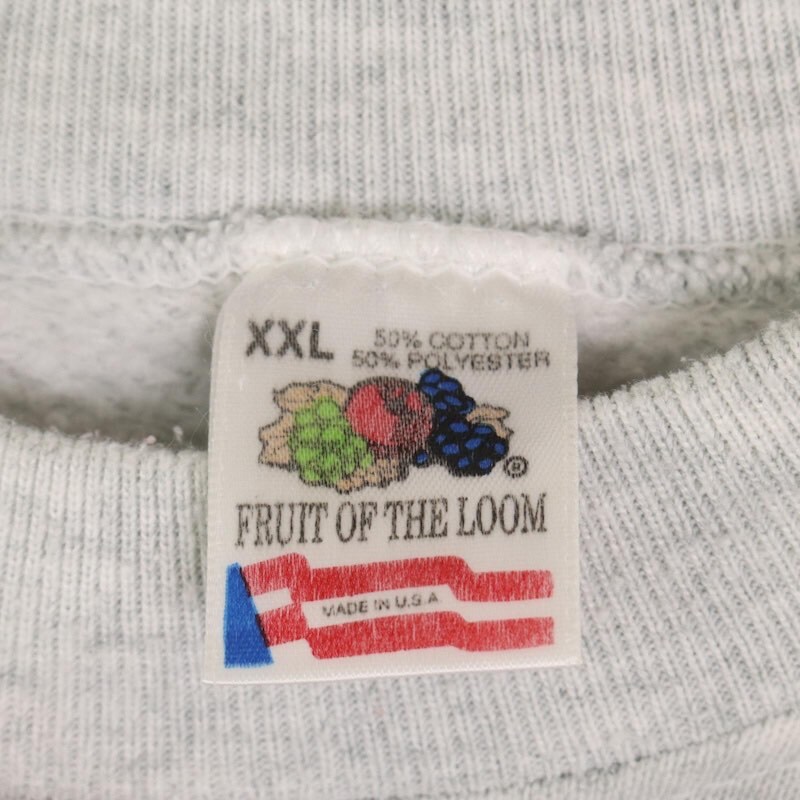 XXL
50% COTTON
50% POLYESTER
®
FRUIT OF THE LOOM
MADE IN U.S.A.